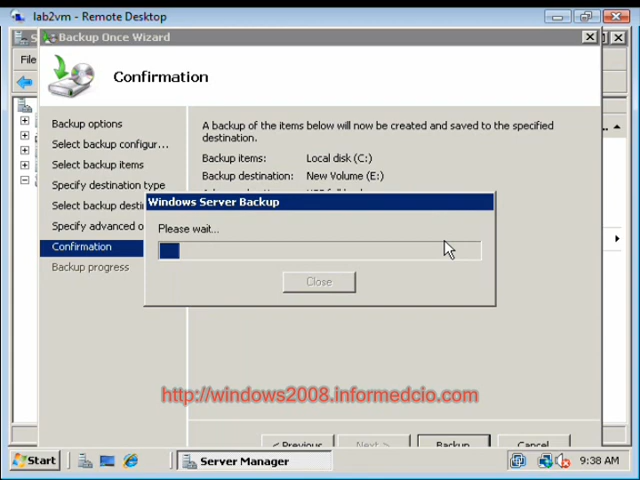 lab2vm - Remote Desktop
Backup Once Wizard
File
Confirmation
Backup options
Select backup configur...
Select backup items
Specify destination type
Select backup desti
Specify advanced o
Confirmation
Backup progress
A backup of the items below will now be created and saved to the specified
destination.
Backup items: Local disk (C:)
Backup destination: New Volume (E:)
Windows Server Backup
Please wait...
Close
http://windows2008.informedcio.com
< Previous Next > Backup Cancel
Start Server Manager 9:38 AM